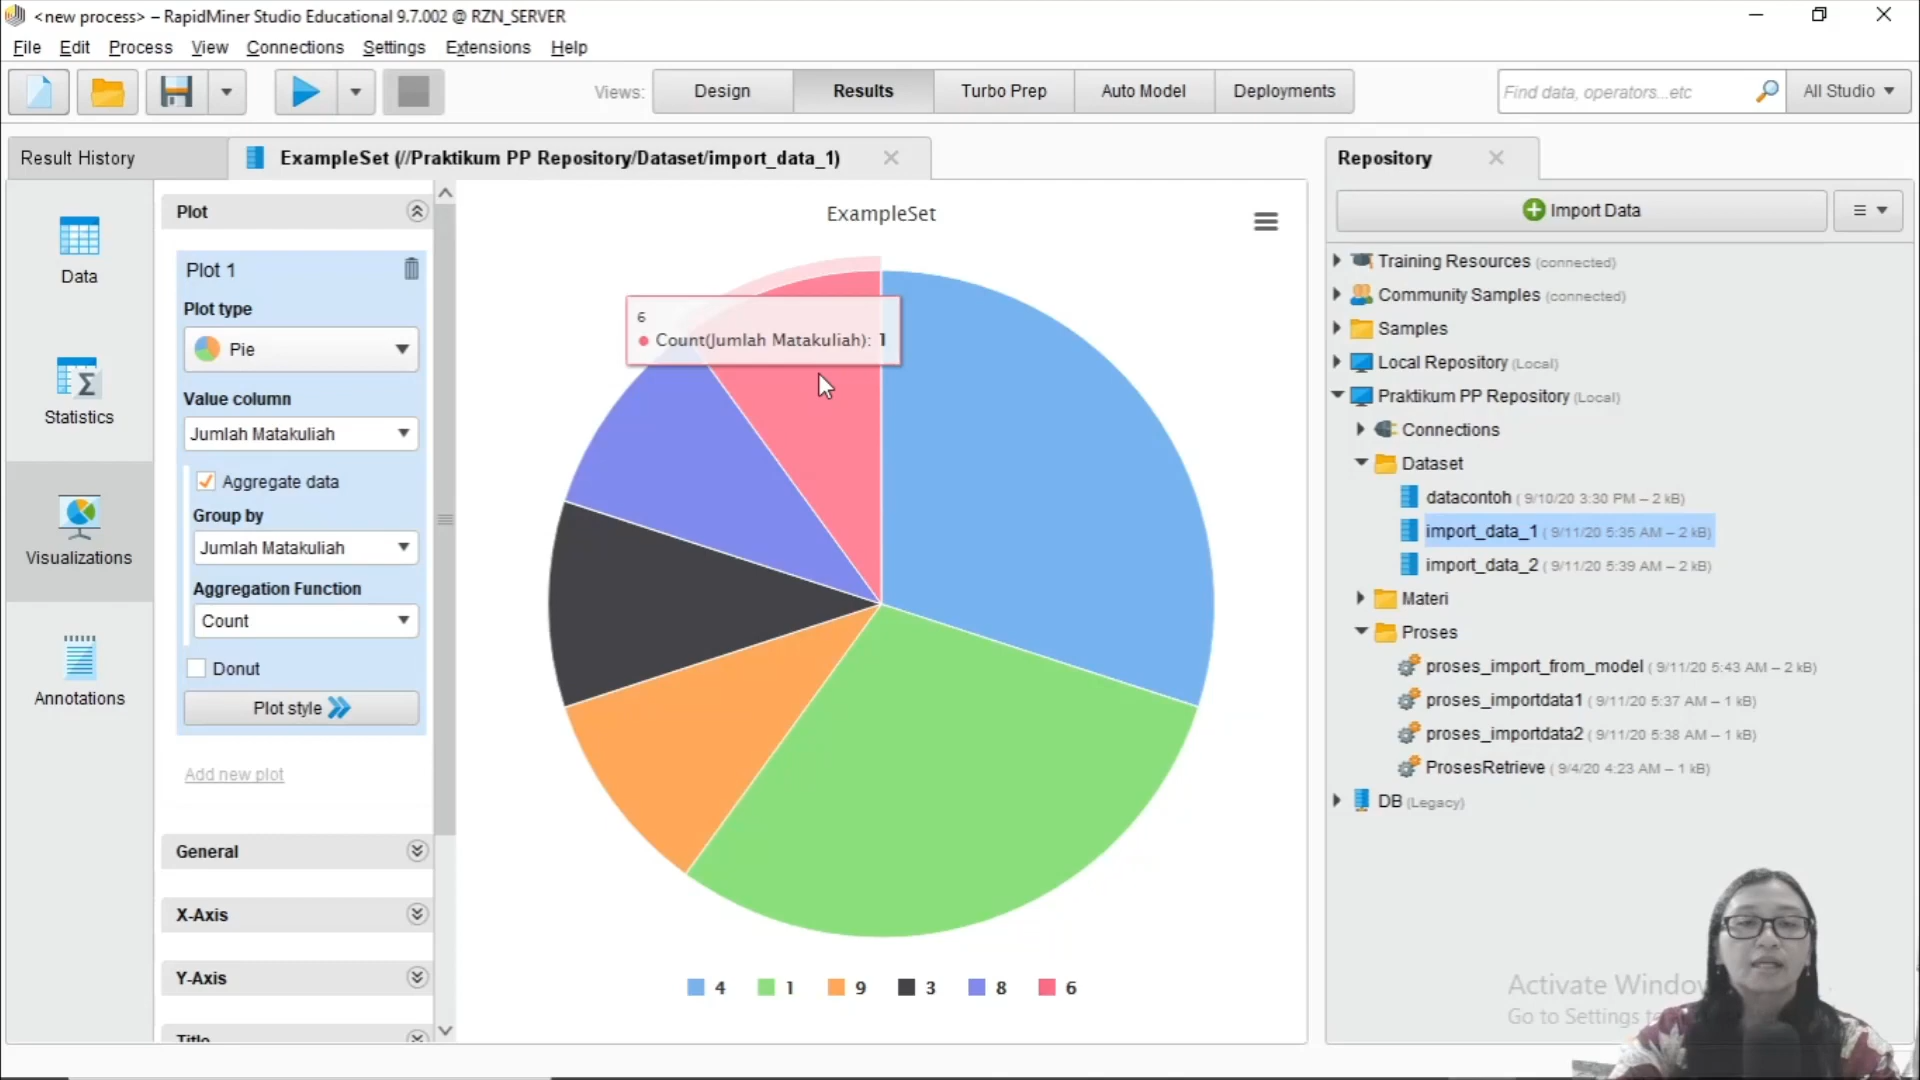 <new process> – RapidMiner Studio Educational 9.7.002 @ RZN_SERVER
File Edit Process View Connections Settings Extensions Help
Views: Design Results Turbo Prep Auto Model Deployments
Find data, operators...etc
All Studio
Result History
ExampleSet (//Praktikum PP Repository/Dataset/import_data_1)
Data
Statistics
Visualizations
Annotations
Plot
Plot 1
Plot type
Pie
Value column
Jumlah Matakuliah
Aggregate data
Group by
Jumlah Matakuliah
Aggregation Function
Count
Donut
Plot style
Add new plot
General
X-Axis
Y-Axis
Title
ExampleSet
6
Count(Jumlah Matakuliah): 1
4 1 9 3 8 6
Repository
Import Data
Training Resources (connected)
Community Samples (connected)
Samples
Local Repository (Local)
Praktikum PP Repository (Local)
Connections
Dataset
datacontoh ( 9/10/20 3:30 PM – 2 kB)
import_data_1 ( 9/11/20 5:35 AM – 2 kB)
import_data_2 ( 9/11/20 5:39 AM – 2 kB)
Materi
Proses
proses_import_from_model ( 9/11/20 5:43 AM – 2 kB)
proses_importdata1 ( 9/11/20 5:37 AM – 1 kB)
proses_importdata2 ( 9/11/20 5:38 AM – 1 kB)
ProsesRetrieve ( 9/4/20 4:23 AM – 1 kB)
DB (Legacy)
Activate Window
Go to Settings